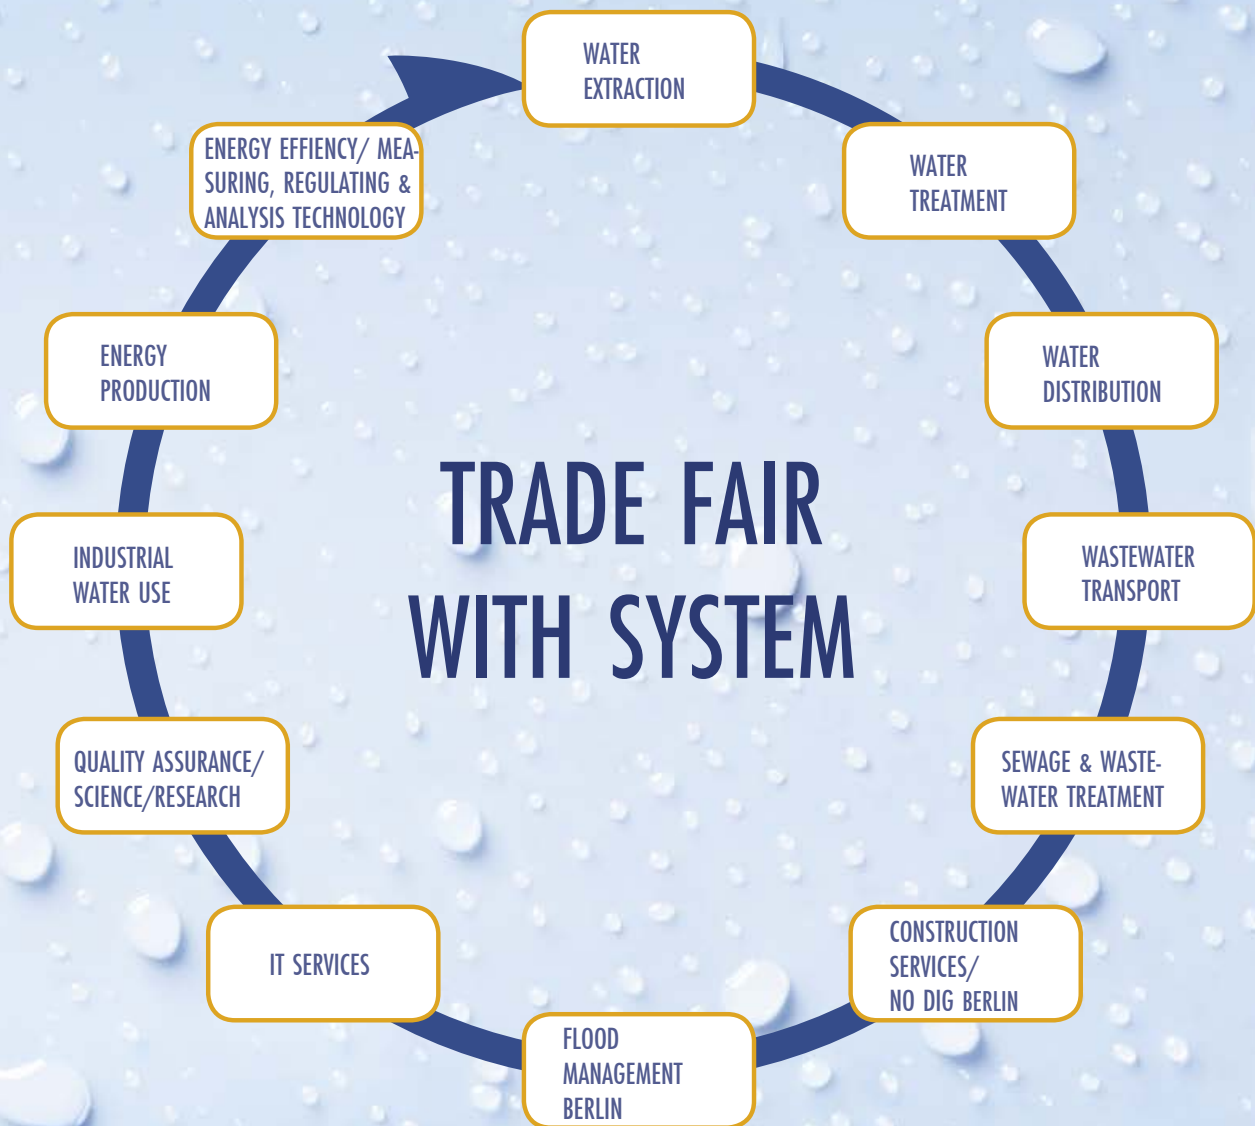 WATER
EXTRACTION
WATER
TREATMENT
WATER
DISTRIBUTION
WASTEWATER
TRANSPORT
SEWAGE & WASTE-
WATER TREATMENT
CONSTRUCTION
SERVICES/
NO DIG BERLIN
FLOOD
MANAGEMENT
BERLIN
IT SERVICES
QUALITY ASSURANCE/
SCIENCE/RESEARCH
INDUSTRIAL
WATER USE
ENERGY
PRODUCTION
ENERGY EFFIENCY/ MEA-
SURING, REGULATING &
ANALYSIS TECHNOLOGY
TRADE FAIR
WITH SYSTEM